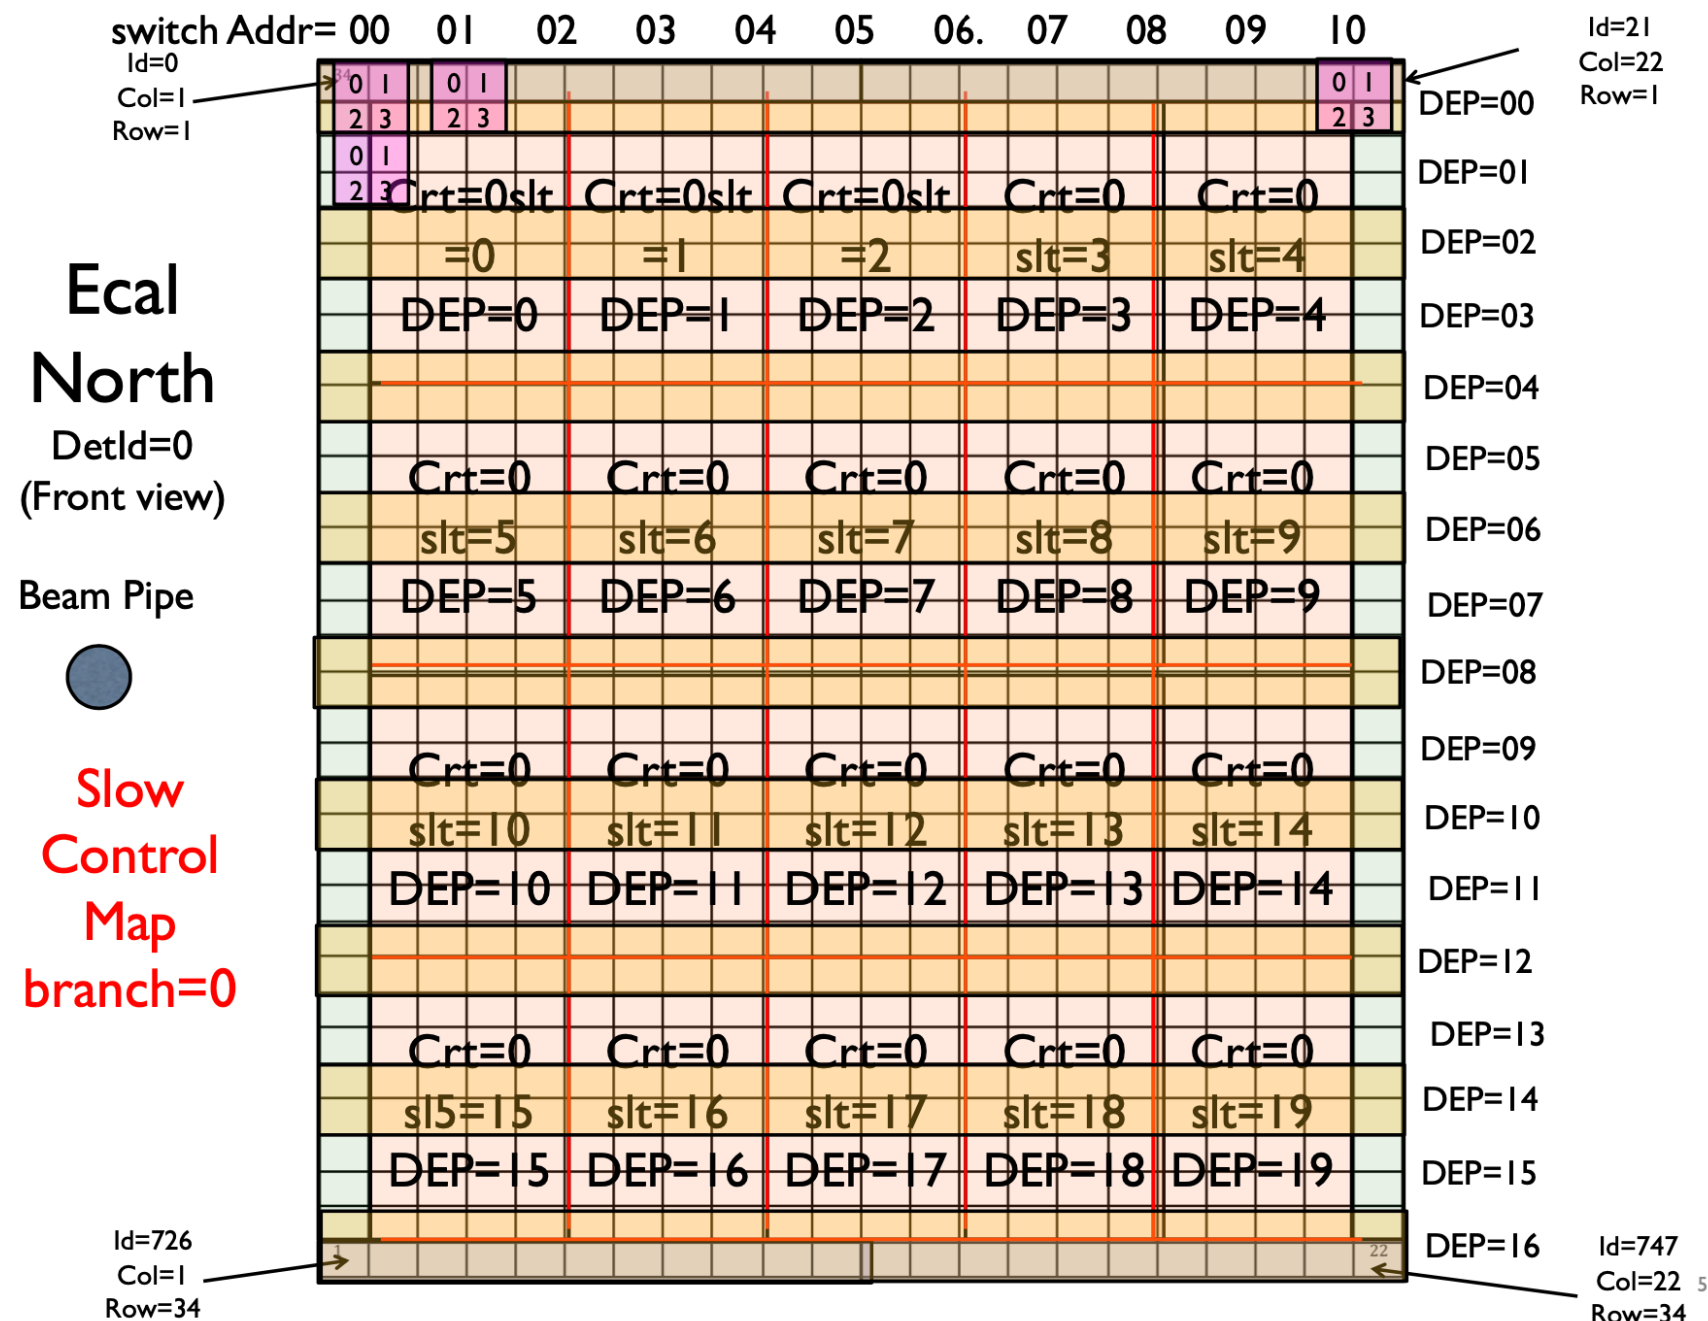 switch Addr= 00 01 02 03 04 05 06. 07 08 09 10
Id=0
Col=1
Row=1
Id=21
Col=22
Row=1
34
0 1
2 3
0 1
2 3
0 1
2 3
0 1
2 3
DEP=00
DEP=01
DEP=02
DEP=03
DEP=04
DEP=05
DEP=06
DEP=07
DEP=08
DEP=09
DEP=10
DEP=11
DEP=12
DEP=13
DEP=14
DEP=15
DEP=16
Ecal
North
DetId=0
(Front view)
Beam Pipe
Slow
Control
Map
branch=0
Crt=0slt
=0
DEP=0
Crt=0slt
=1
DEP=1
Crt=0slt
=2
DEP=2
Crt=0
slt=3
DEP=3
Crt=0
slt=4
DEP=4
Crt=0
slt=5
DEP=5
Crt=0
slt=6
DEP=6
Crt=0
slt=7
DEP=7
Crt=0
slt=8
DEP=8
Crt=0
slt=9
DEP=9
Crt=0
slt=10
DEP=10
Crt=0
slt=11
DEP=11
Crt=0
slt=12
DEP=12
Crt=0
slt=13
DEP=13
Crt=0
slt=14
DEP=14
Crt=0
sl5=15
DEP=15
Crt=0
slt=16
DEP=16
Crt=0
slt=17
DEP=17
Crt=0
slt=18
DEP=18
Crt=0
slt=19
DEP=19
1
22
Id=726
Col=1
Row=34
Id=747
Col=22
Row=34
5